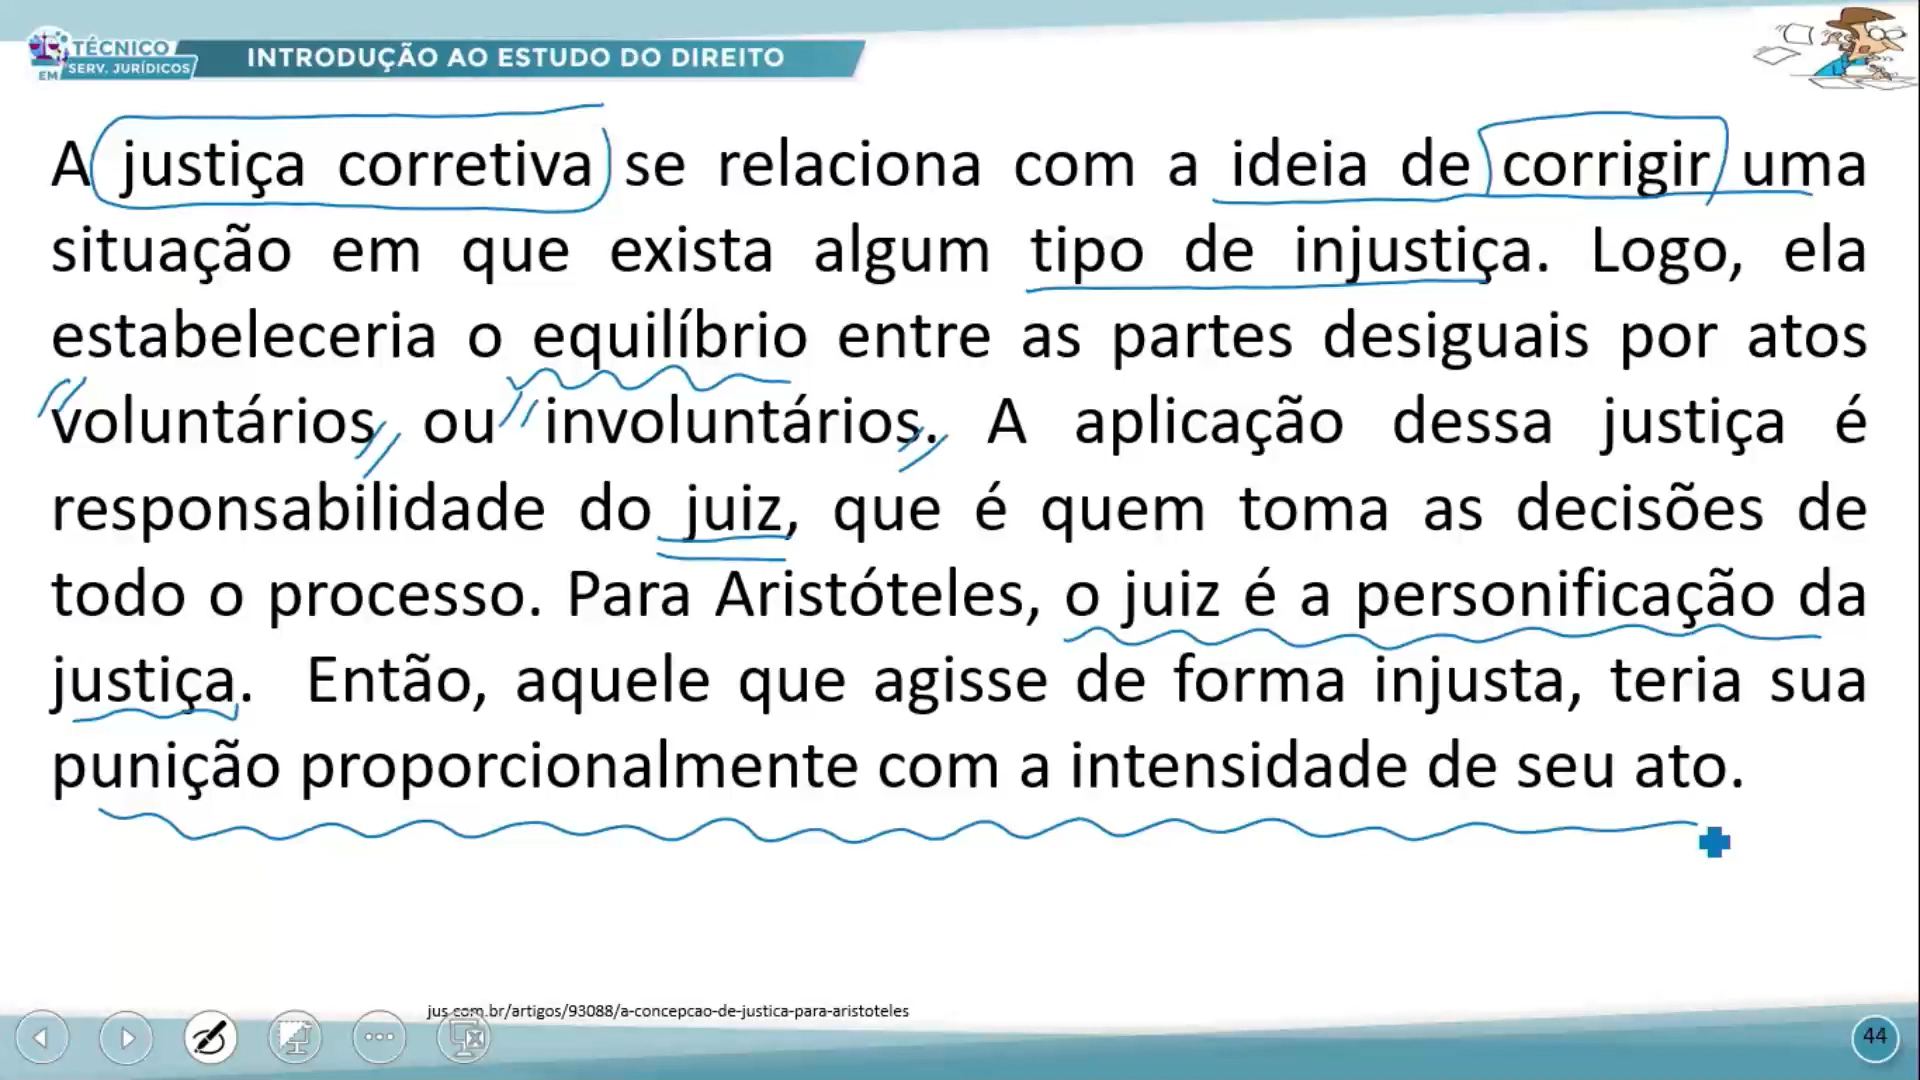 TÉCNICO
EM SERV. JURÍDICOS
INTRODUÇÃO AO ESTUDO DO DIREITO
A justiça corretiva se relaciona com a ideia de corrigir uma
situação em que exista algum tipo de injustiça. Logo, ela
estabeleceria o equilíbrio entre as partes desiguais por atos
voluntários ou involuntários. A aplicação dessa justiça é
responsabilidade do juiz, que é quem toma as decisões de
todo o processo. Para Aristóteles, o juiz é a personificação da
justiça. Então, aquele que agisse de forma injusta, teria sua
punição proporcionalmente com a intensidade de seu ato.
jus.com.br/artigos/93088/a-concepcao-de-justica-para-aristoteles
44